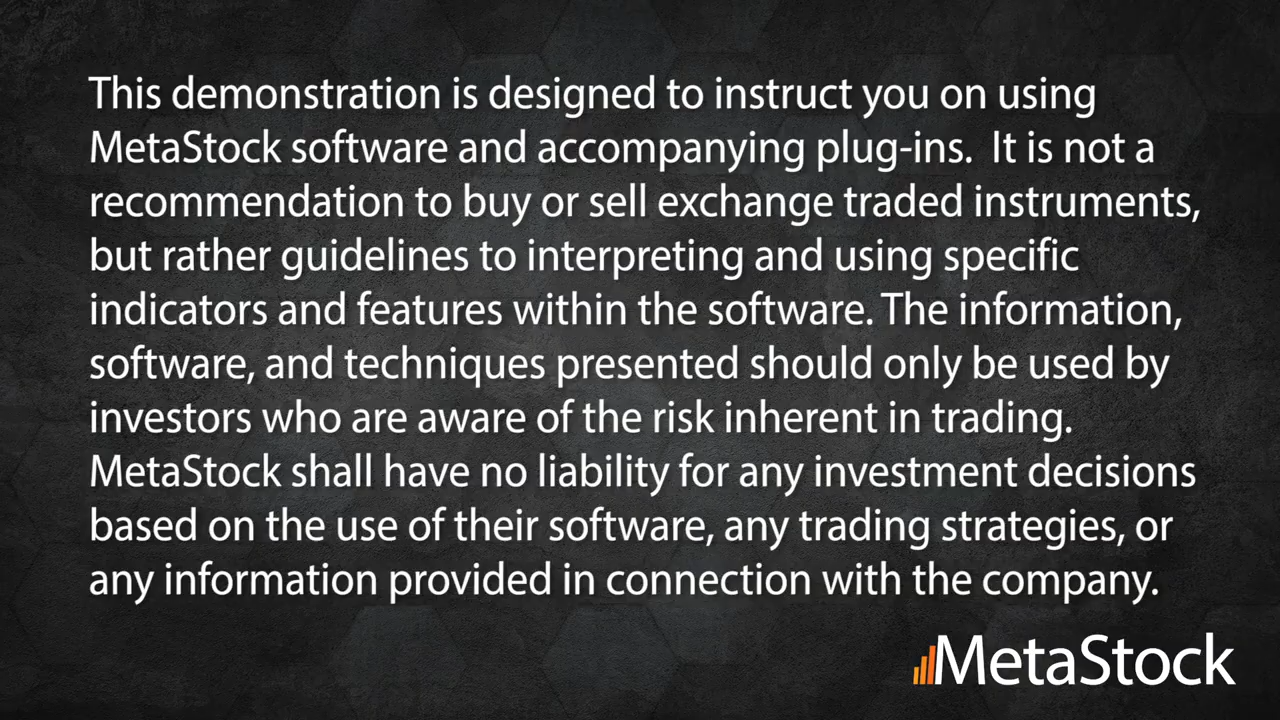 This demonstration is designed to instruct you on using
MetaStock software and accompanying plug-ins.  It is not a
recommendation to buy or sell exchange traded instruments,
but rather guidelines to interpreting and using specific
indicators and features within the software. The information,
software, and techniques presented should only be used by
investors who are aware of the risk inherent in trading.
MetaStock shall have no liability for any investment decisions
based on the use of their software, any trading strategies, or
any information provided in connection with the company.
MetaStock